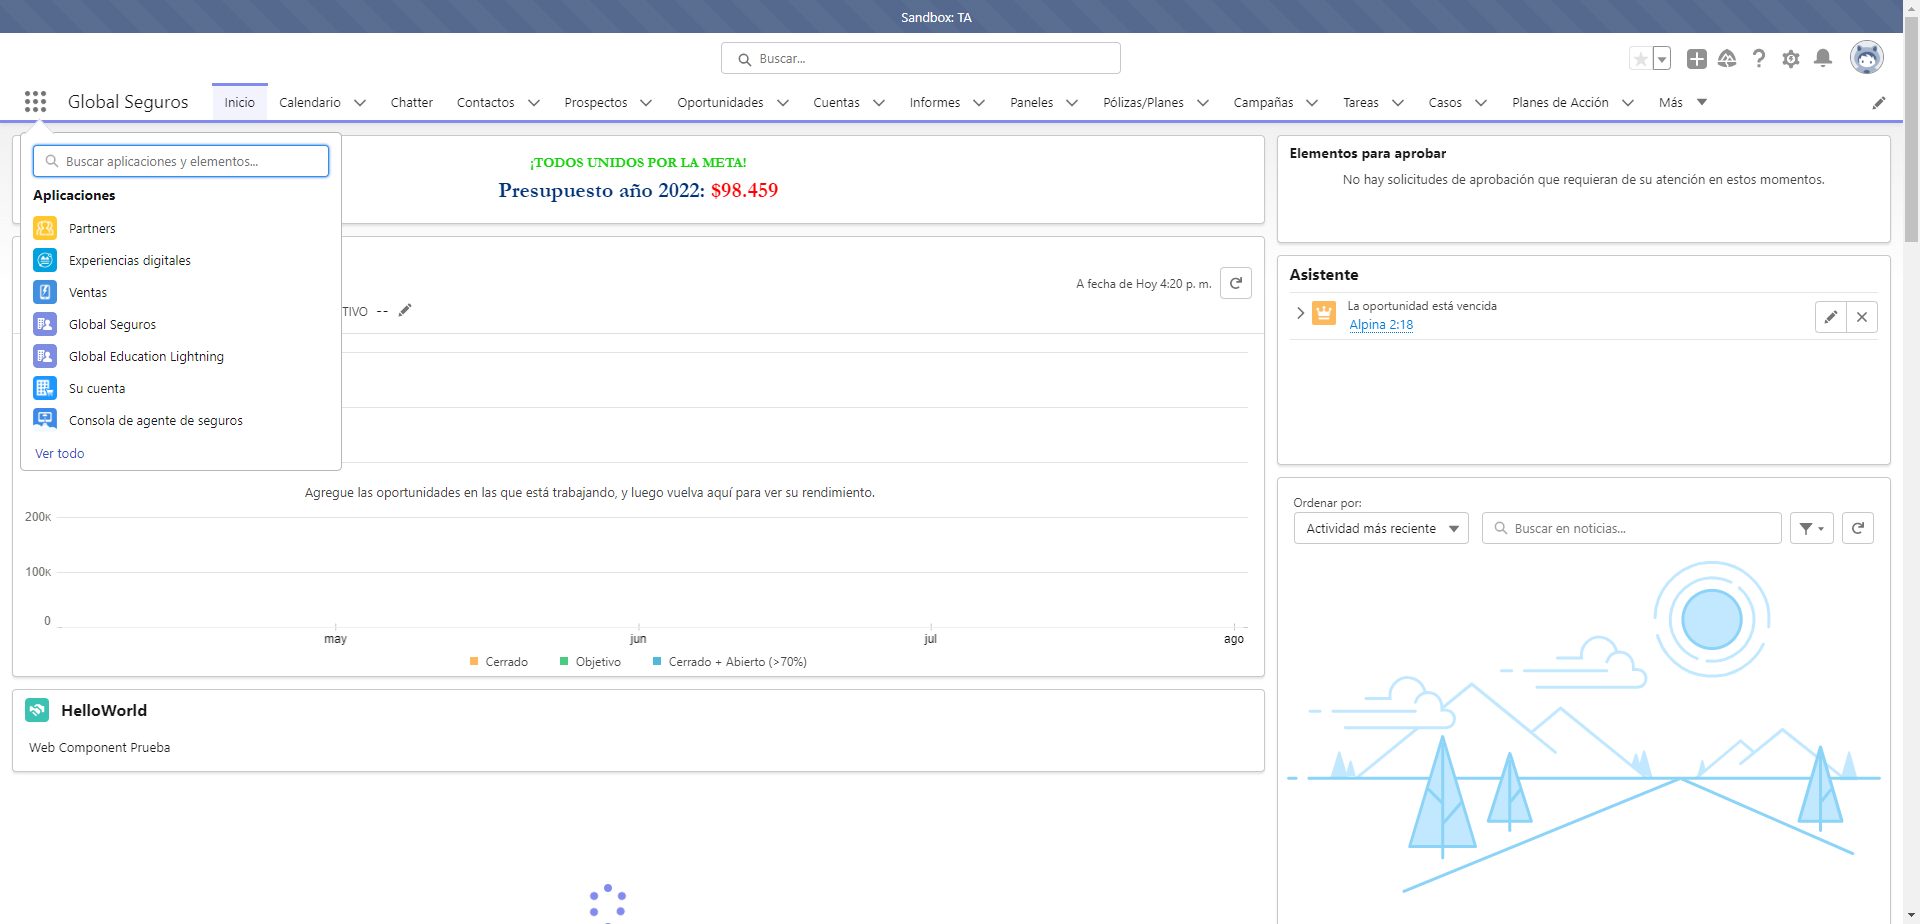 Sandbox: TA
Buscar...
Global Seguros
Inicio
Calendario
Chatter
Contactos
Prospectos
Oportunidades
Cuentas
Informes
Paneles
Pólizas/Planes
Campañas
Tareas
Casos
Planes de Acción
Más
Buscar aplicaciones y elementos...
Aplicaciones
Partners
Experiencias digitales
Ventas
Global Seguros
Global Education Lightning
Su cuenta
Consola de agente de seguros
Ver todo
¡TODOS UNIDOS POR LA META!
Presupuesto año 2022: $98.459
A fecha de Hoy 4:20 p. m.
TIVO --
Agregue las oportunidades en las que está trabajando, y luego vuelva aquí para ver su rendimiento.
200K
100K
0
may
jun
jul
ago
Cerrado
Objetivo
Cerrado + Abierto (>70%)
HelloWorld
Web Component Prueba
Elementos para aprobar
No hay solicitudes de aprobación que requieran de su atención en estos momentos.
Asistente
La oportunidad está vencida
Alpina 2:18
Ordenar por:
Actividad más reciente
Buscar en noticias...